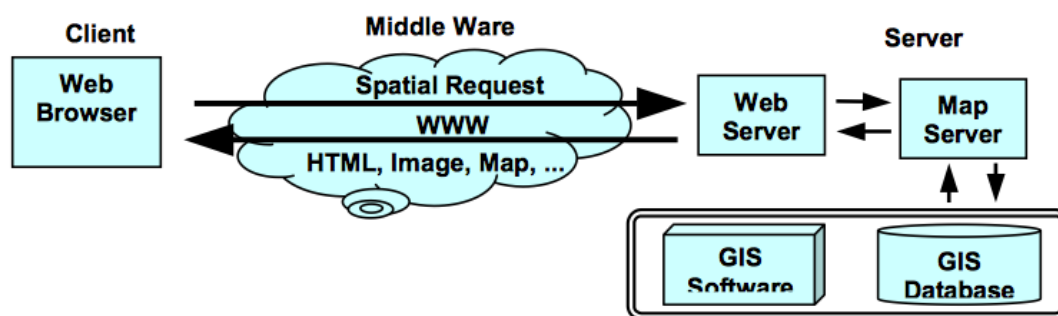 Client
Middle Ware
Server
Web
Browser
Spatial Request
WWW
HTML, Image, Map, ...
Web
Server
Map
Server
GIS
Software
GIS
Database